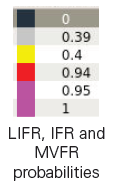 0
0.39
0.4
0.94
0.95
1
LIFR, IFR and
MVFR
probabilities